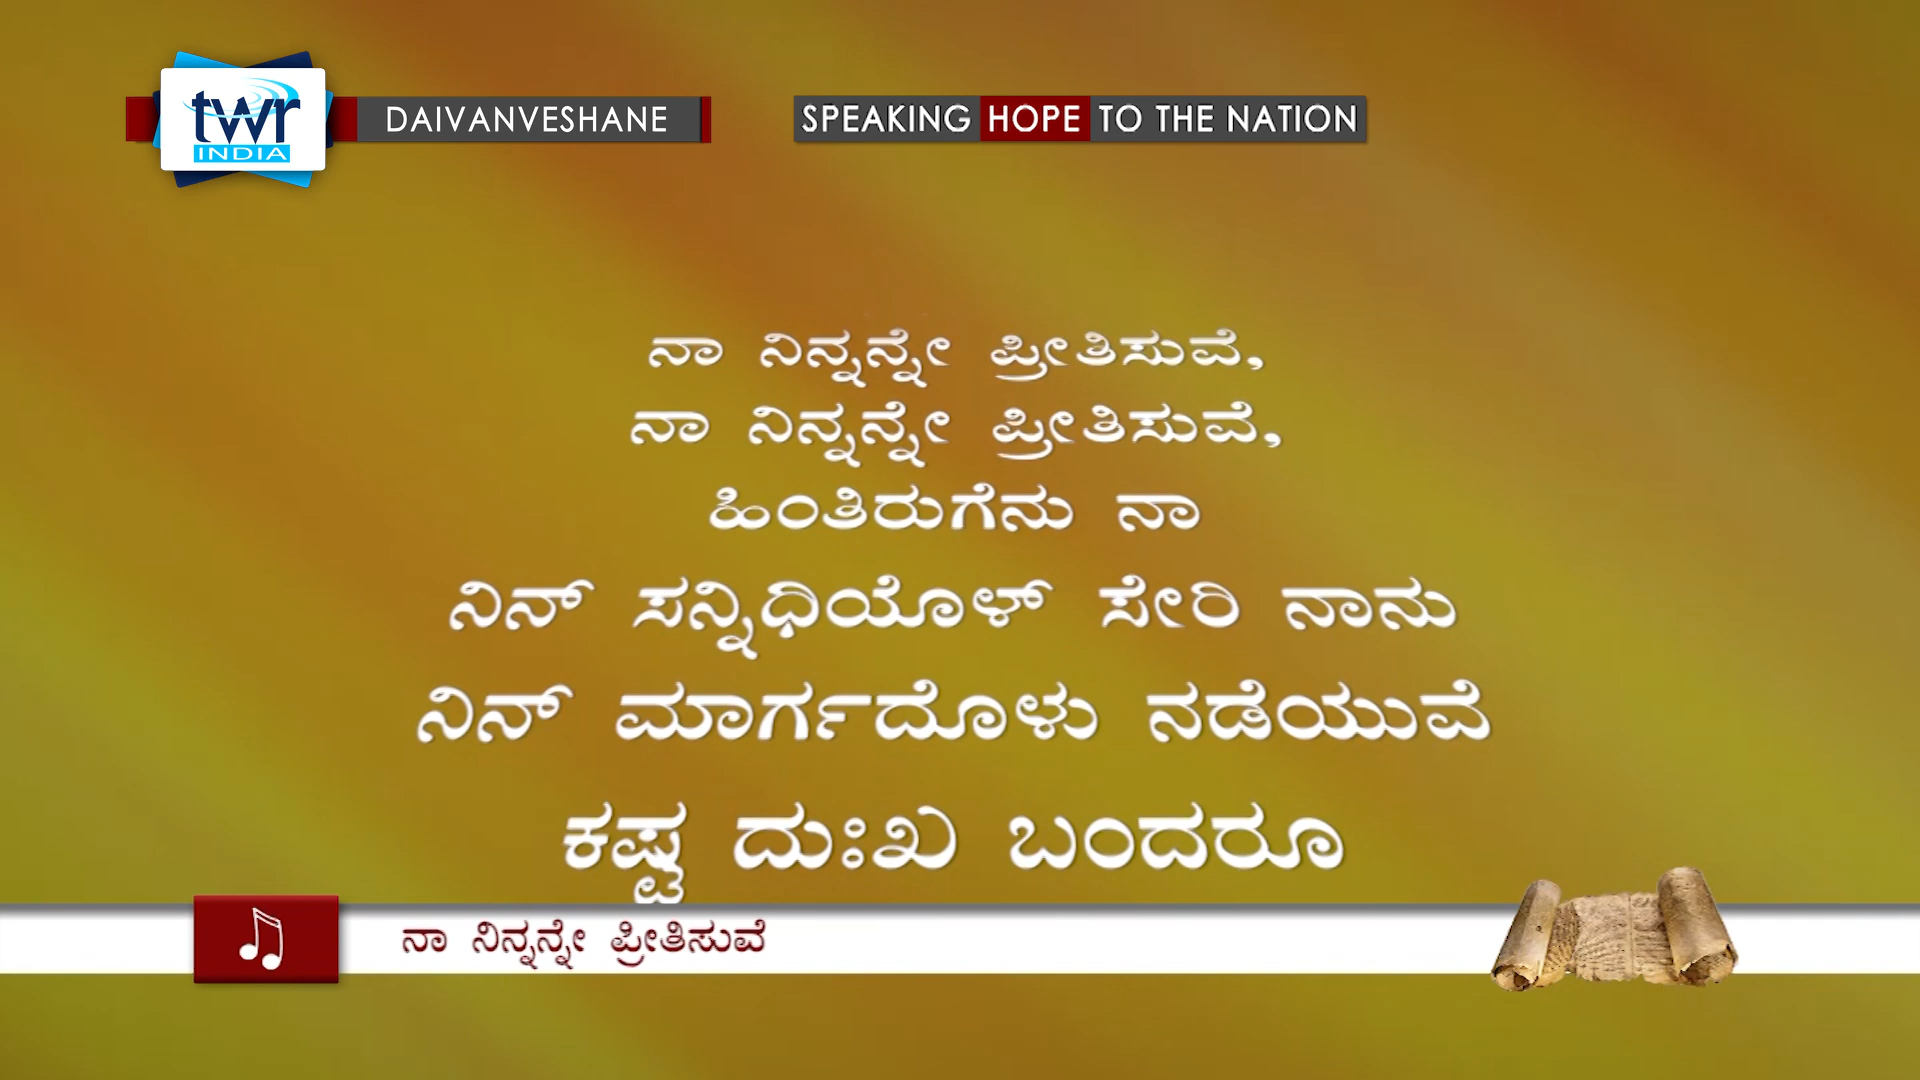 twr
INDIA
DAIVANVESHANE
SPEAKING HOPE TO THE NATION
ನಾ ನಿನ್ನನ್ನೇ ಪ್ರೀತಿಸುವೆ,
ನಾ ನಿನ್ನನ್ನೇ ಪ್ರೀತಿಸುವೆ,
ಹಿಂತಿರುಗೆನು ನಾ
ನಿನ್ ಸನ್ನಿಧಿಯೊಳ್ ಸೇರಿ ನಾನು
ನಿನ್ ಮಾರ್ಗದೊಳು ನಡೆಯುವೆ
ಕಷ್ಟ ದುಃಖ ಬಂದರೂ
ನಾ ನಿನ್ನನ್ನೇ ಪ್ರೀತಿಸುವೆ